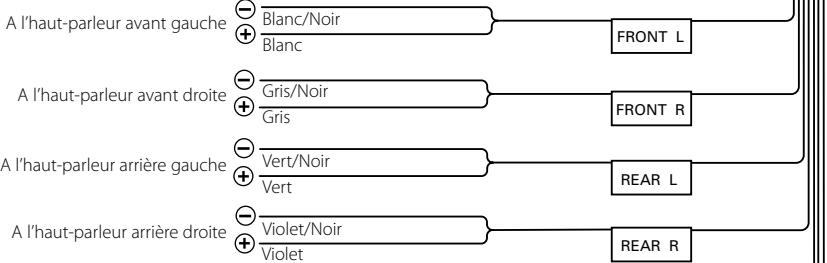 A l'haut-parleur avant gauche
⊖ Blanc/Noir
⊕ Blanc
FRONT L
A l'haut-parleur avant droite
⊖ Gris/Noir
⊕ Gris
FRONT R
A l'haut-parleur arrière gauche
⊖ Vert/Noir
⊕ Vert
REAR L
A l'haut-parleur arrière droite
⊖ Violet/Noir
⊕ Violet
REAR R